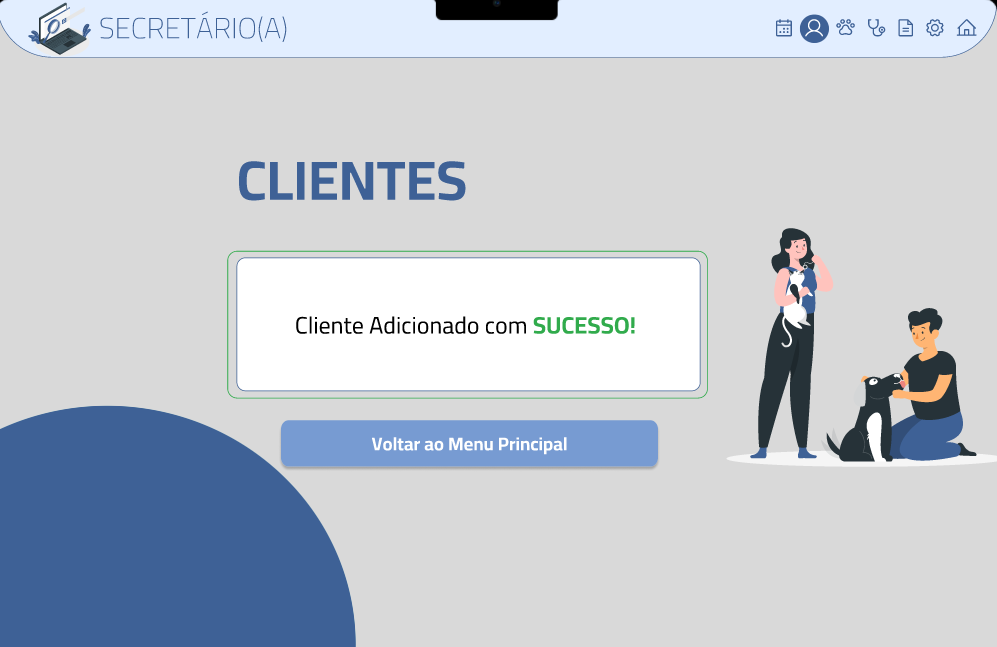 SECRETÁRIO(A)
CLIENTES
Cliente Adicionado com SUCESSO!
Voltar ao Menu Principal